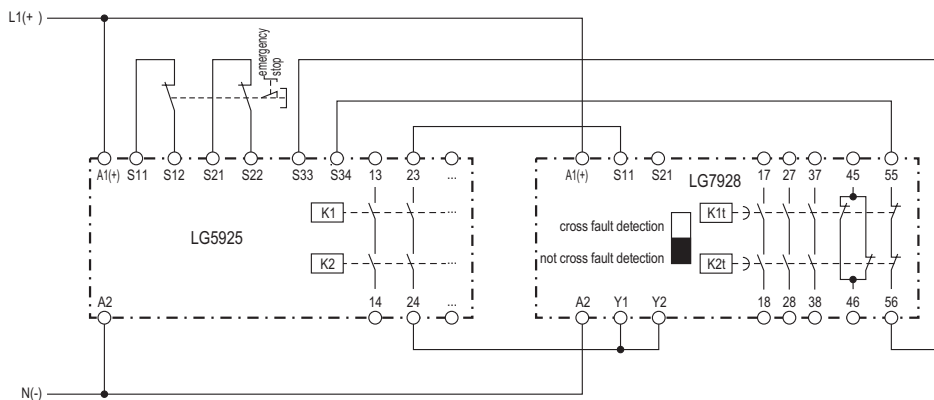 L1(+ )
emergency
stop
A1(+) S11 S12 S21 S22 S33 S34 13 23 ...
A1(+) S11 S21 17 27 37 45 55
LG5925
K1 ...
K2 ...
LG7928
cross fault detection
not cross fault detection
K1t
K2t
A2 14 24 ...
A2 Y1 Y2 18 28 38 46 56
N(-)